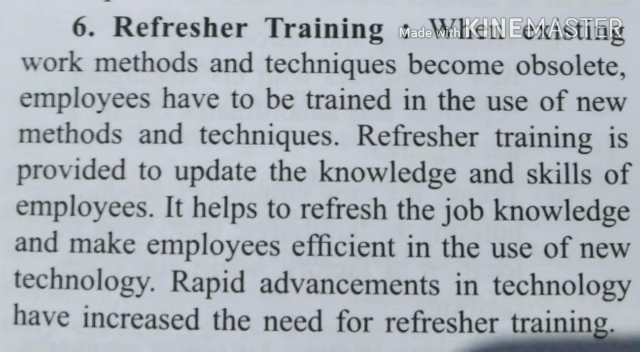 6. Refresher Training : When existing
Made with KINEMASTER
work methods and techniques become obsolete,
employees have to be trained in the use of new
methods and techniques. Refresher training is
provided to update the knowledge and skills of
employees. It helps to refresh the job knowledge
and make employees efficient in the use of new
technology. Rapid advancements in technology
have increased the need for refresher training.